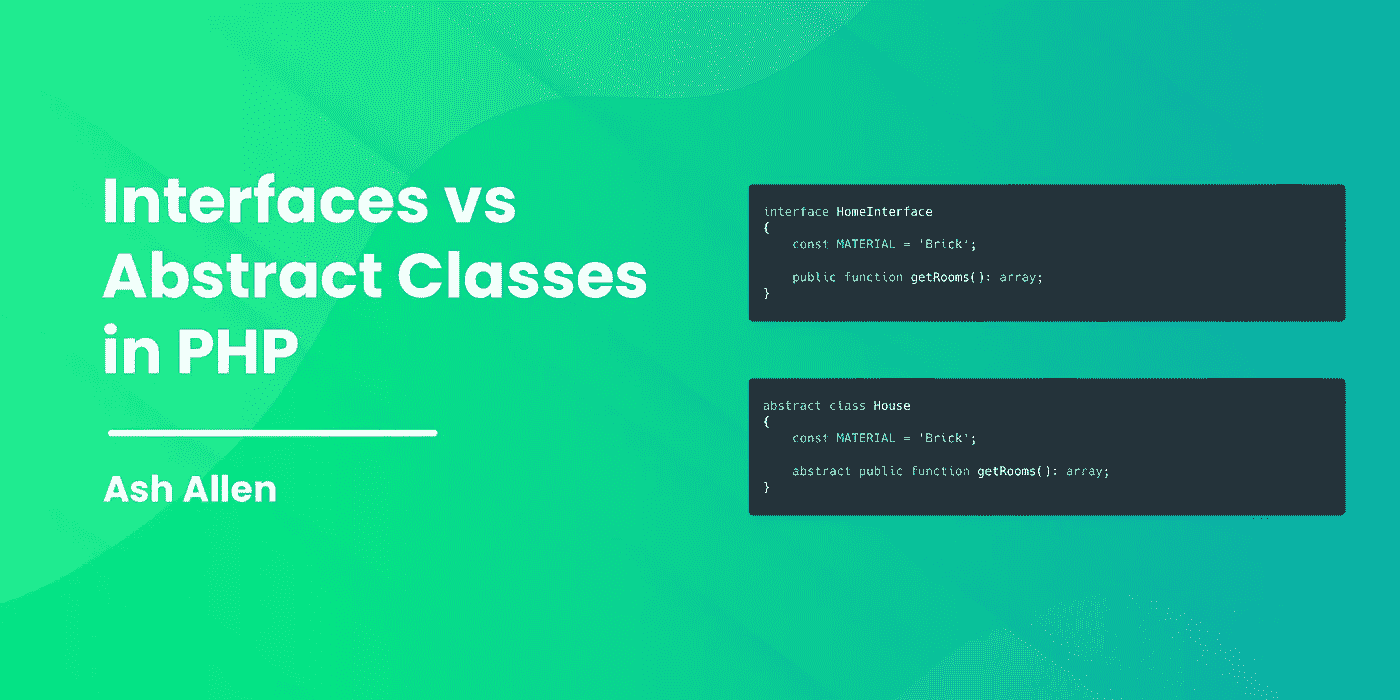 Interfaces vs
Abstract Classes
in PHP
Ash Allen
interface HomeInterface
{
    const MATERIAL = 'Brick';
    public function getRooms(): array;
}
abstract class House
{
    const MATERIAL = 'Brick';
    abstract public function getRooms(): array;
}